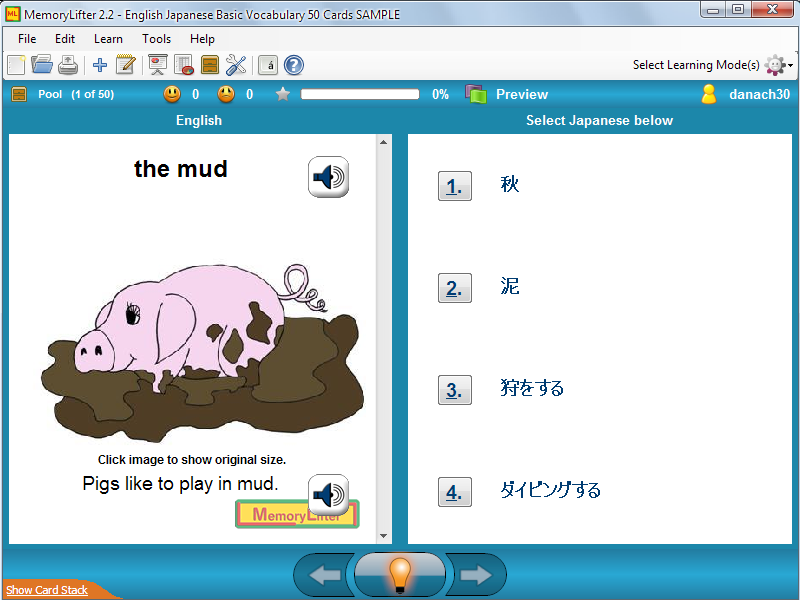 MemoryLifter 2.2 - English Japanese Basic Vocabulary 50 Cards SAMPLE
File Edit Learn Tools Help
á ? Select Learning Mode(s)
Pool (1 of 50) 0 0 0% Preview danach30
English
the mud
Click image to show original size.
Pigs like to play in mud.
MemoryLifter
Select Japanese below
1. 秋
2. 泥
3. 狩をする
4. ダイビングする
Show Card Stack